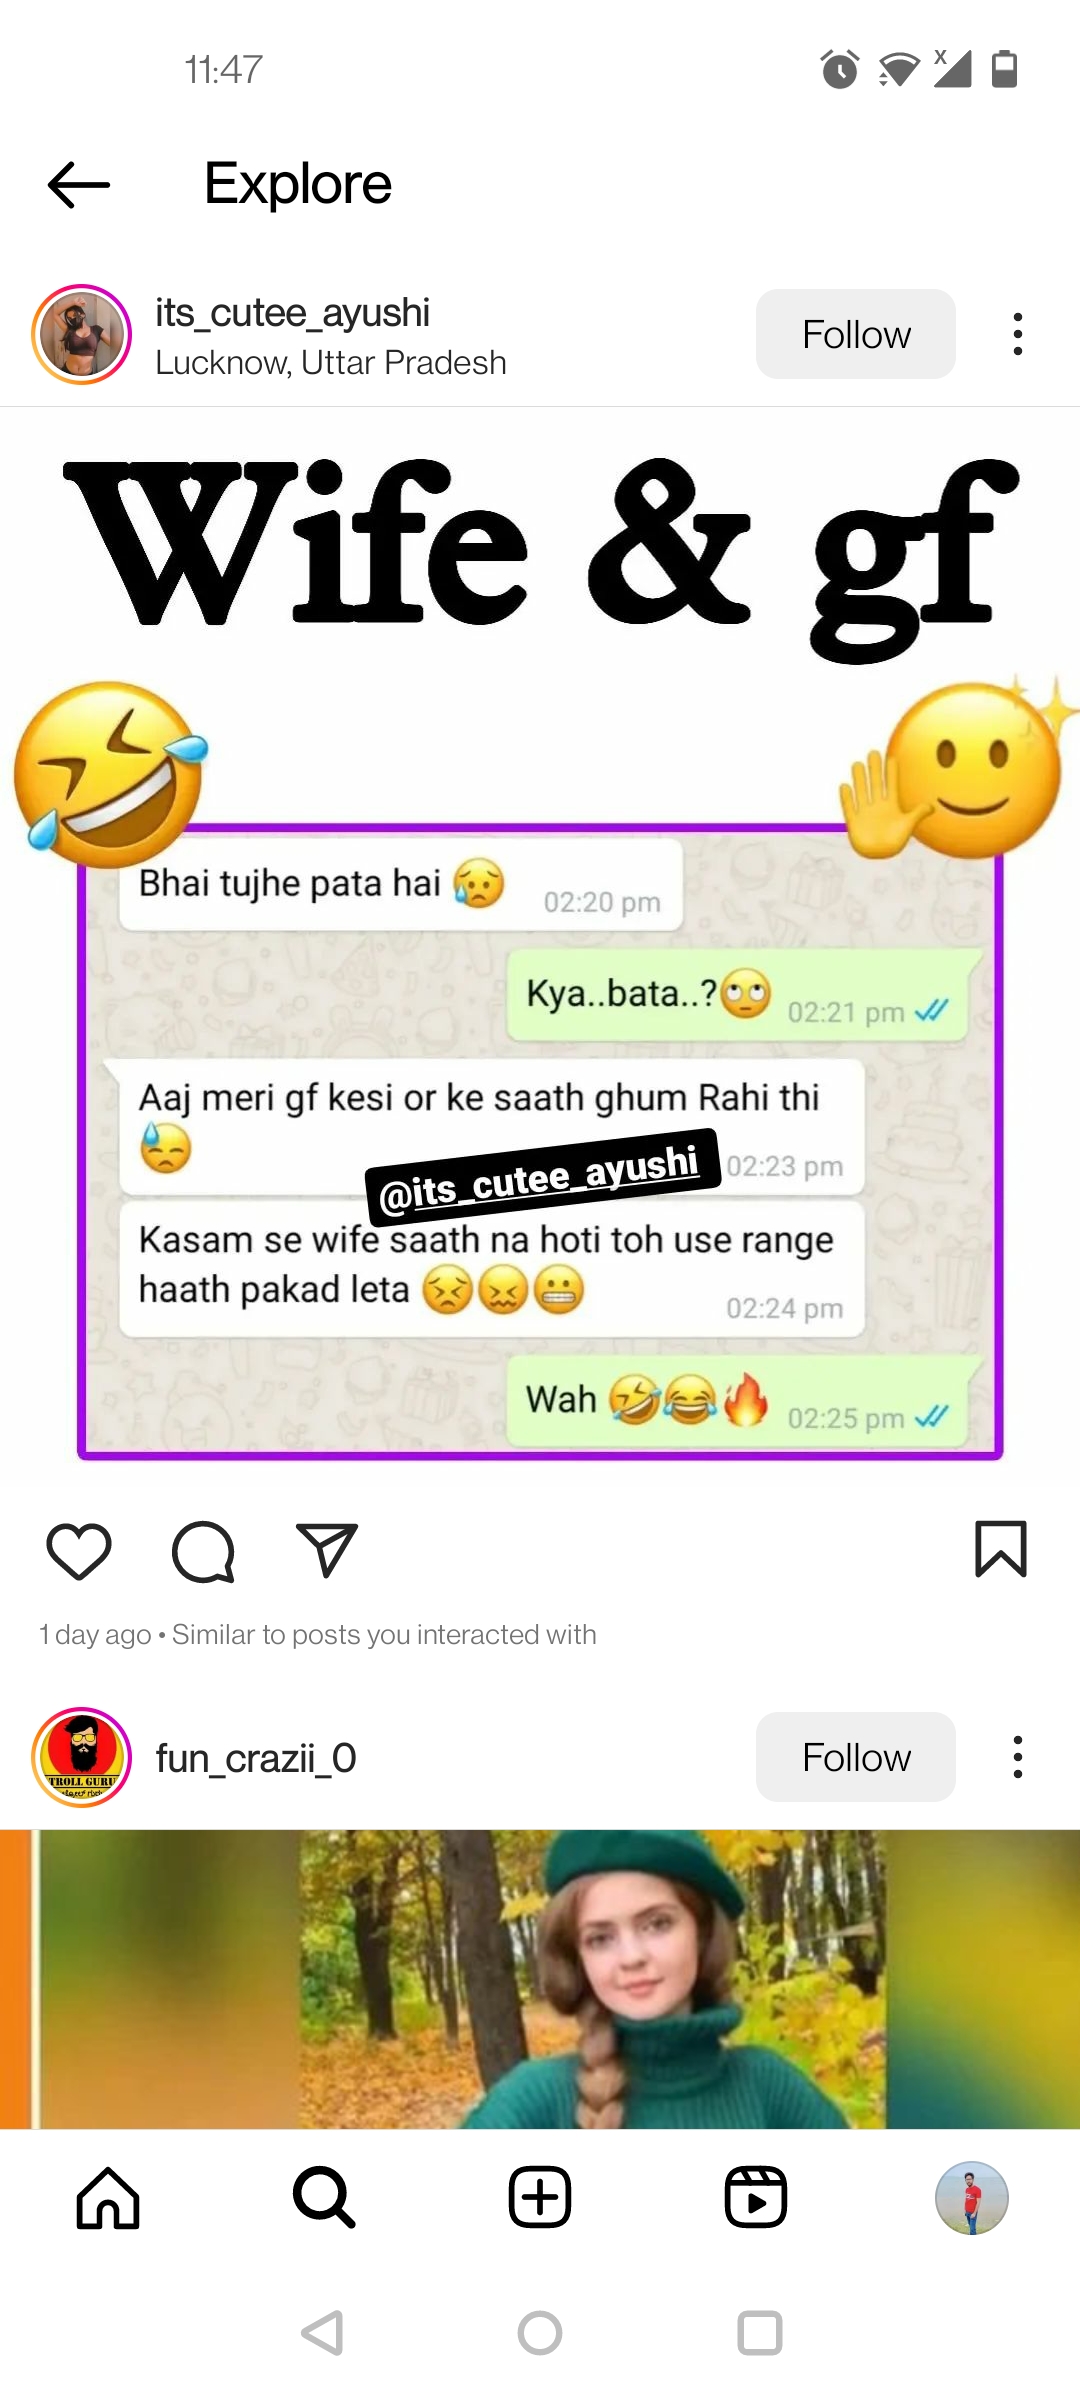 11:47
Explore
its_cutee_ayushi
Lucknow, Uttar Pradesh
Follow
Wife & gf
Bhai tujhe pata hai 😥 02:20 pm
Kya..bata..?🙄 02:21 pm
Aaj meri gf kesi or ke saath ghum Rahi thi
😓 02:23 pm
@its_cutee_ayushi
Kasam se wife saath na hoti toh use range
haath pakad leta 😣😖😬 02:24 pm
Wah 🤣😂🔥 02:25 pm
1 day ago • Similar to posts you interacted with
TROLL GURU
fun_crazii_0
Follow